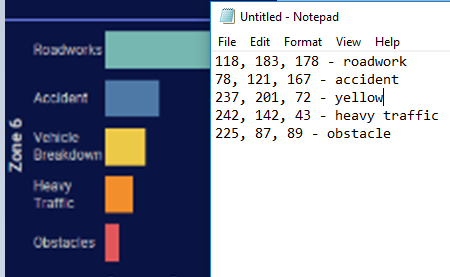 Zone 6
Roadworks
Accident
Vehicle
Breakdown
Heavy
Traffic
Obstacles
Untitled - Notepad
File Edit Format View Help
118, 183, 178 - roadwork
78, 121, 167 - accident
237, 201, 72 - yellow
242, 142, 43 - heavy traffic
225, 87, 89 - obstacle